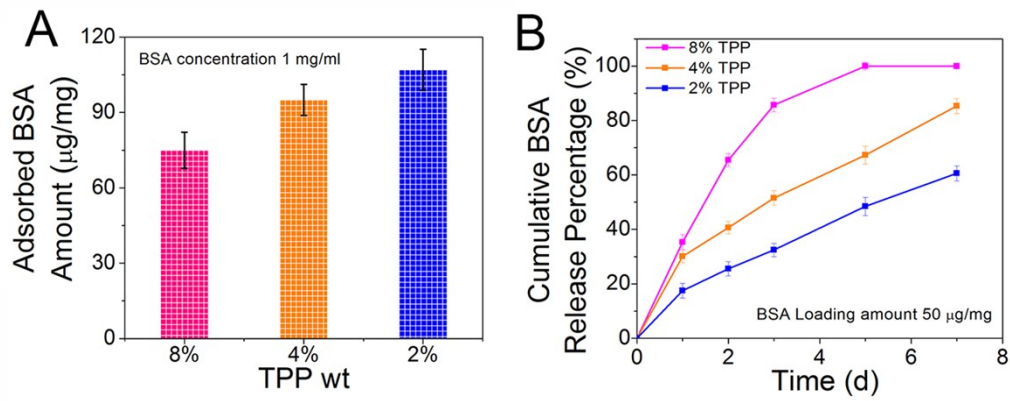 A
BSA concentration 1 mg/ml
Adsorbed BSA
Amount (μg/mg)
120
90
60
30
0
8%
4%
2%
TPP wt
B
8% TPP
4% TPP
2% TPP
Cumulative BSA
Release Percentage (%)
100
80
60
40
20
0
BSA Loading amount 50 μg/mg
0
2
4
6
8
Time (d)